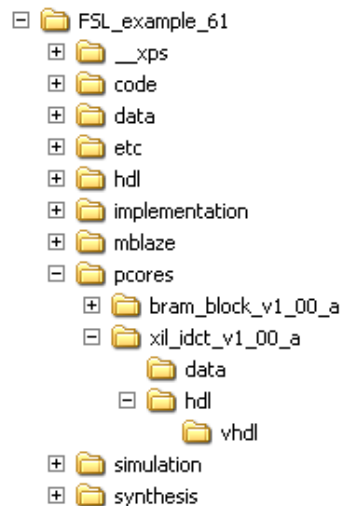 FSL_example_61
__xps
code
data
etc
hdl
implementation
mblaze
pcores
bram_block_v1_00_a
xil_idct_v1_00_a
data
hdl
vhdl
simulation
synthesis